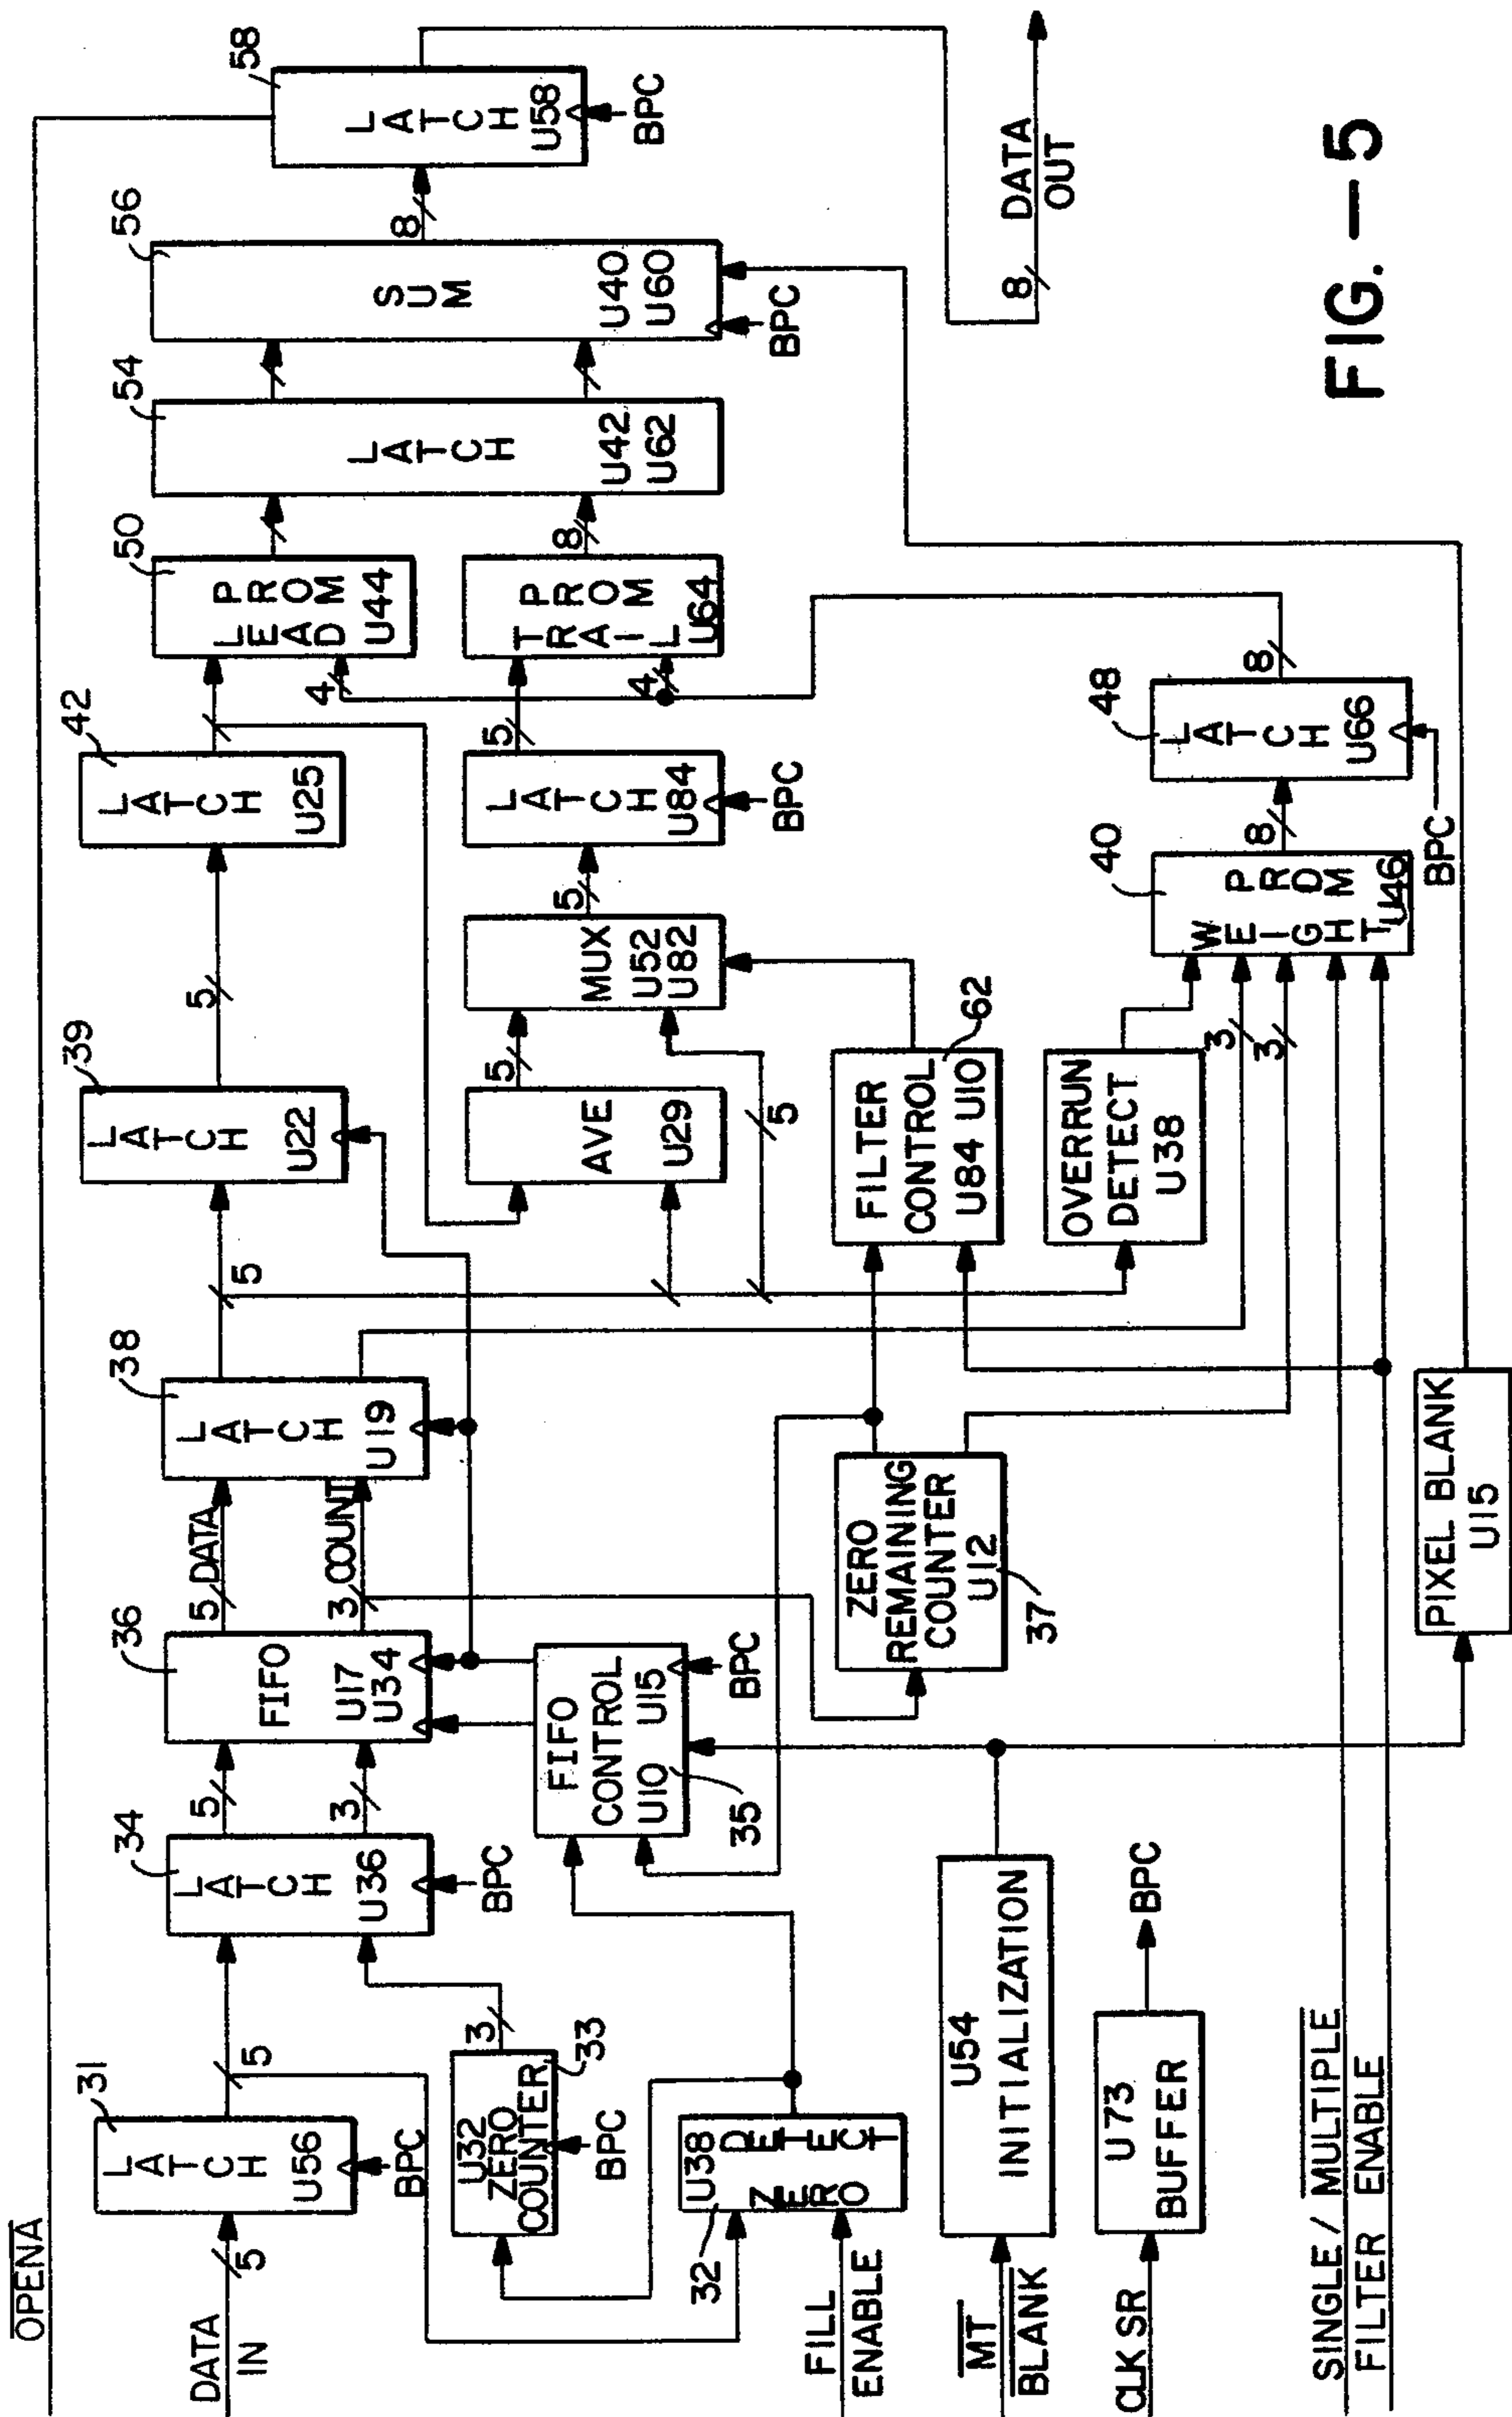 OPENA
DATA
IN
5
31
LATCH
U56
BPC
5
U32
ZERO
COUNTER
33
BPC
3
U38
ZERO
DETECT
32
FILL
ENABLE
MT
BLANK
U54
INITIALIZATION
CLKSR
U73
BUFFER
BPC
SINGLE/MULTIPLE
FILTER ENABLE
34
LATCH
U36
BPC
5
3
36
FIFO
U17
U34
5 DATA
3 COUNT
FIFO
CONTROL
U10 U15
35
BPC
38
LATCH
U19
5
ZERO
REMAINING
COUNTER
U12
37
PIXEL BLANK
U15
39
LATCH
U22
5
AVE
U29
5
5
FILTER
CONTROL
U84 U10
62
OVERRUN
DETECT
U38
3
3
42
LATCH
U25
MUX
U52
U82
5
LATCH
U84
BPC
5
40
WEIGHT
PROM
U46
8
48
LATCH
U66
BPC
8
50
LEAD
PROM
U44
4
TRAIL
PROM
U64
4
8
54
LATCH
U42
U62
56
SUM
U40
U60
BPC
8
58
LATCH
U58
BPC
8
DATA
OUT
FIG.—5